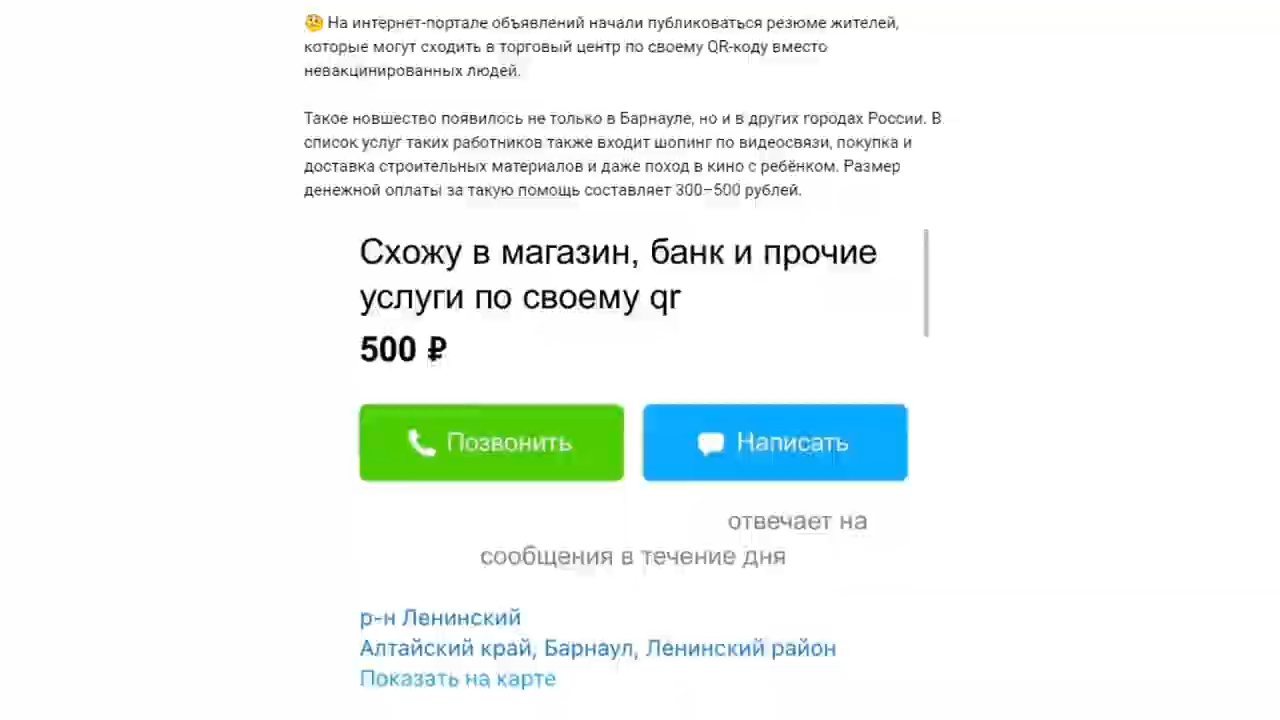 🧐 На интернет-портале объявлений начали публиковаться резюме жителей,
которые могут сходить в торговый центр по своему QR-коду вместо
невакцинированных людей.
Такое новшество появилось не только в Барнауле, но и в других городах России. В
список услуг таких работников также входит шопинг по видеосвязи, покупка и
доставка строительных материалов и даже поход в кино с ребёнком. Размер
денежной оплаты за такую помощь составляет 300–500 рублей.
Схожу в магазин, банк и прочие
услуги по своему qr
500 ₽
Позвонить
Написать
отвечает на
сообщения в течение дня
р-н Ленинский
Алтайский край, Барнаул, Ленинский район
Показать на карте